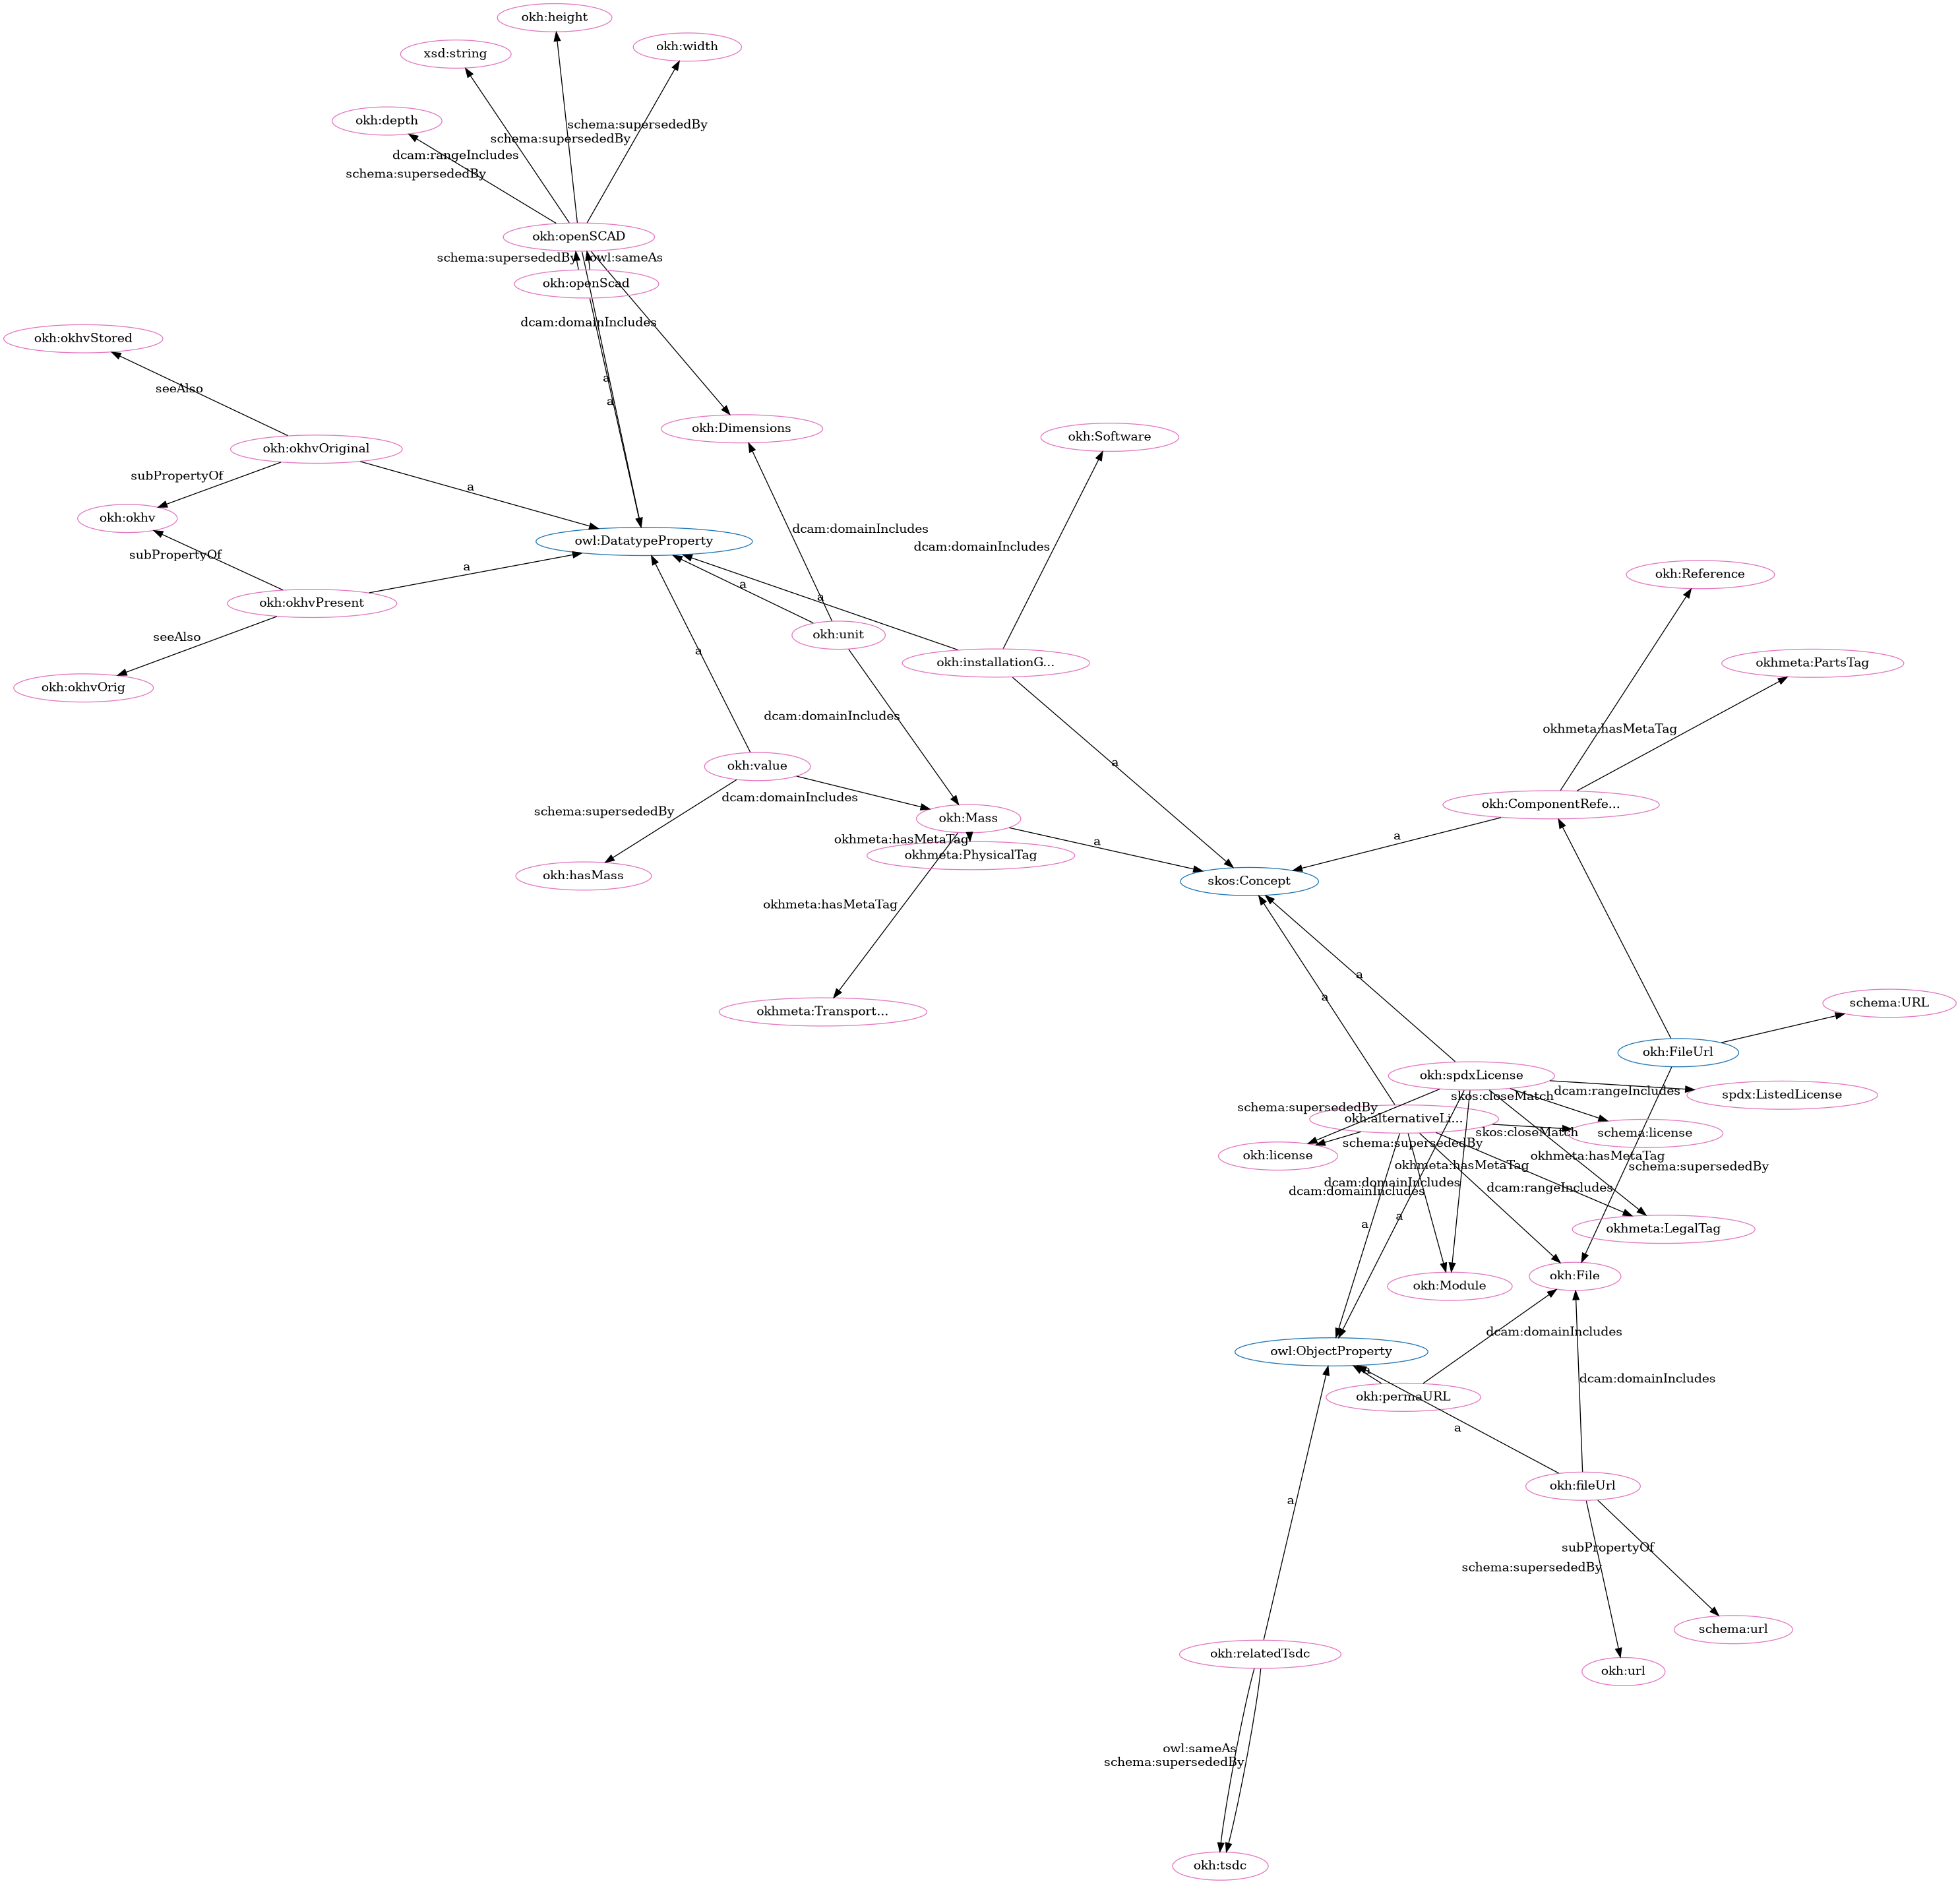 okh:height
okh:width
xsd:string
okh:depth
schema:supersededBy
schema:supersededBy
dcam:rangeIncludes
schema:supersededBy
okh:openSCAD
schema:supersededBy
owl:sameAs
okh:openScad
dcam:domainIncludes
okh:okhvStored
a
seeAlso
a
okh:Dimensions
okh:Software
okh:okhvOriginal
subPropertyOf
a
okh:okhv
dcam:domainIncludes
owl:DatatypeProperty
dcam:domainIncludes
subPropertyOf
a
okh:Reference
a
a
okh:okhvPresent
seeAlso
okh:unit
a
okh:installationG...
okhmeta:PartsTag
okh:okhvOrig
dcam:domainIncludes
okhmeta:hasMetaTag
okh:value
a
dcam:domainIncludes
okh:ComponentRefe...
schema:supersededBy
okh:Mass
okhmeta:hasMetaTag
a
a
okhmeta:PhysicalTag
okh:hasMass
skos:Concept
okhmeta:hasMetaTag
a
a
schema:URL
okhmeta:Transport...
okh:FileUrl
okh:spdxLicense
dcam:rangeIncludes
spdx:ListedLicense
skos:closeMatch
schema:supersededBy
okh:alternativeLi...
skos:closeMatch
schema:license
schema:supersededBy
okh:license
okhmeta:hasMetaTag
okhmeta:hasMetaTag
schema:supersededBy
dcam:domainIncludes
dcam:domainIncludes
dcam:rangeIncludes
a
a
okhmeta:LegalTag
okh:Module
okh:File
dcam:domainIncludes
owl:ObjectProperty
a
dcam:domainIncludes
okh:permaURL
a
okh:fileUrl
a
subPropertyOf
schema:supersededBy
schema:url
okh:relatedTsdc
okh:url
owl:sameAs
schema:supersededBy
okh:tsdc